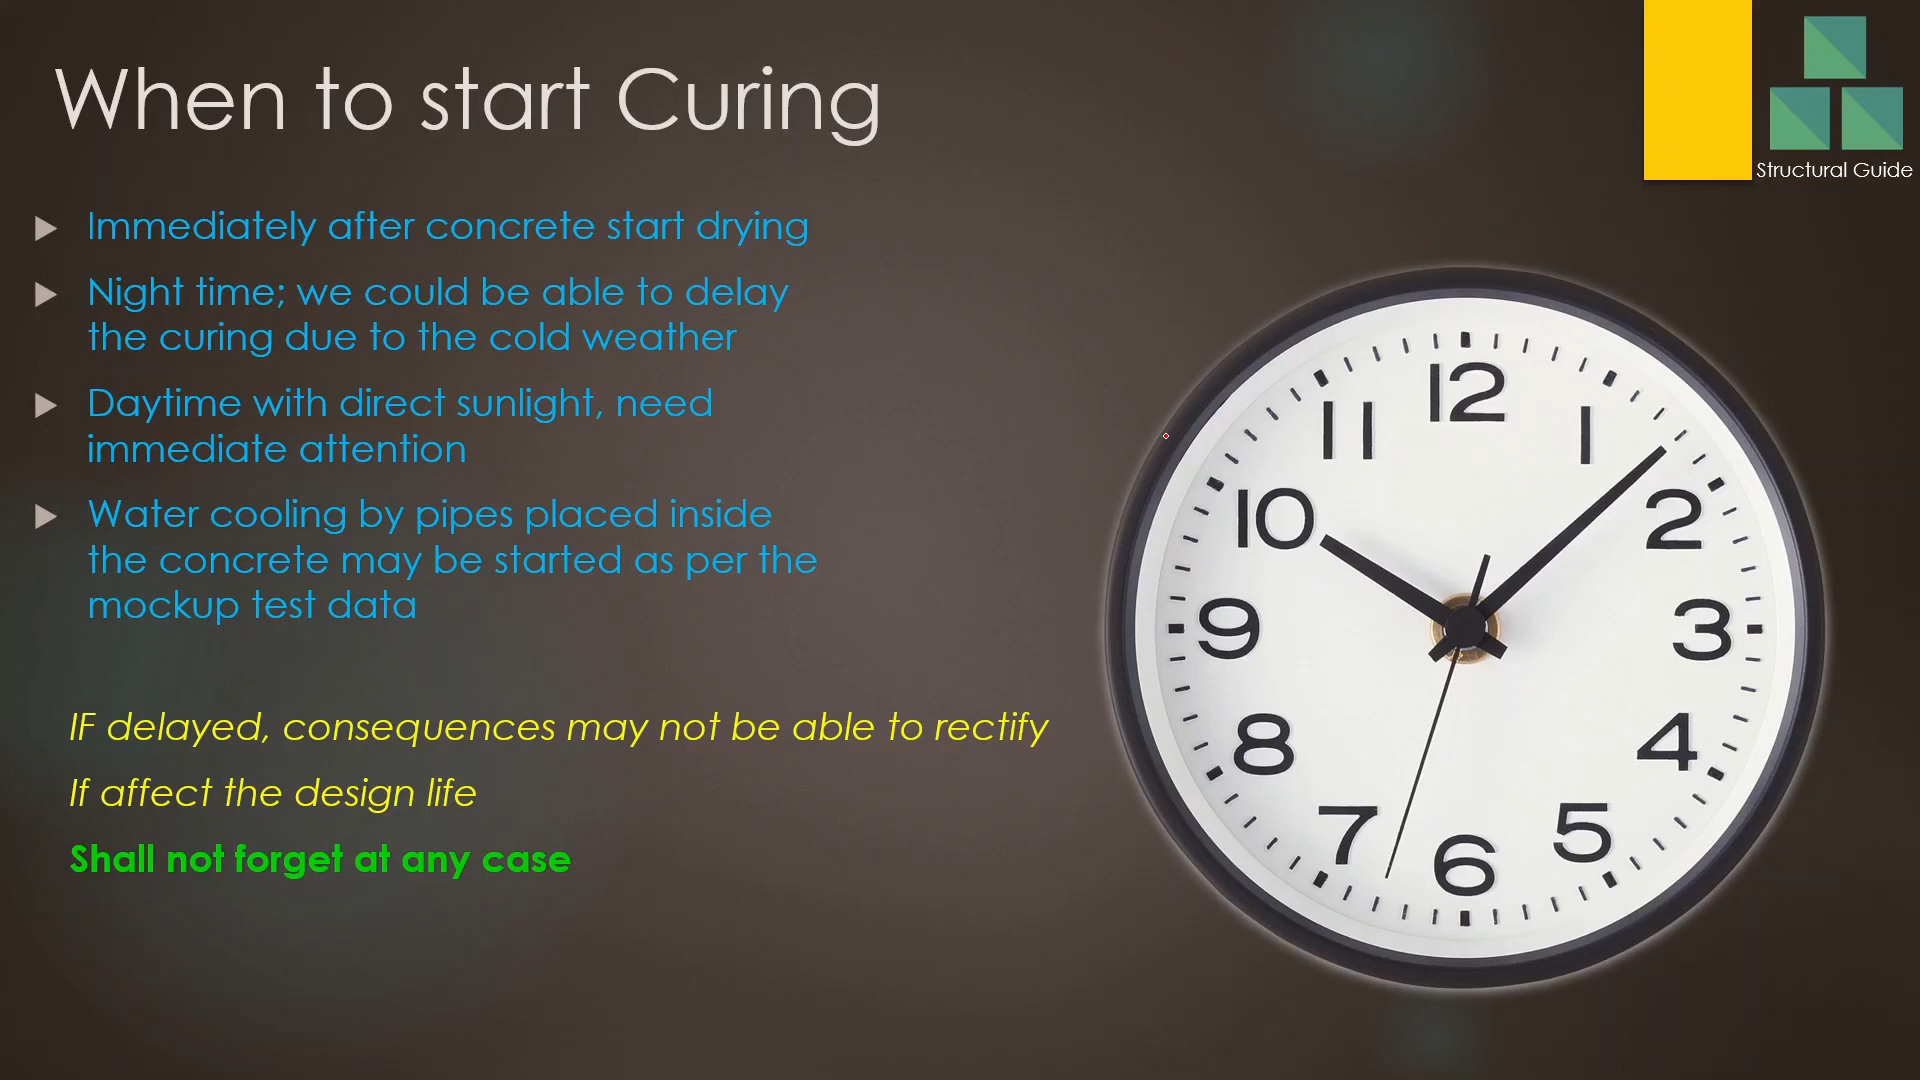 When to start Curing
Structural Guide
Immediately after concrete start drying
Night time; we could be able to delay
the curing due to the cold weather
Daytime with direct sunlight, need
immediate attention
Water cooling by pipes placed inside
the concrete may be started as per the
mockup test data
IF delayed, consequences may not be able to rectify
If affect the design life
Shall not forget at any case
12
1
2
3
4
5
6
7
8
9
10
11